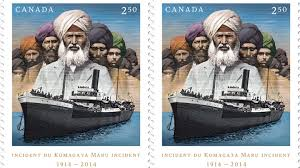 CANADA 2.50
INCIDENT DU KOMAGATA MARU INCIDENT
1914 - 2014
CANADA 2.50
INCIDENT DU KOMAGATA MARU INCIDENT
1914 - 2014